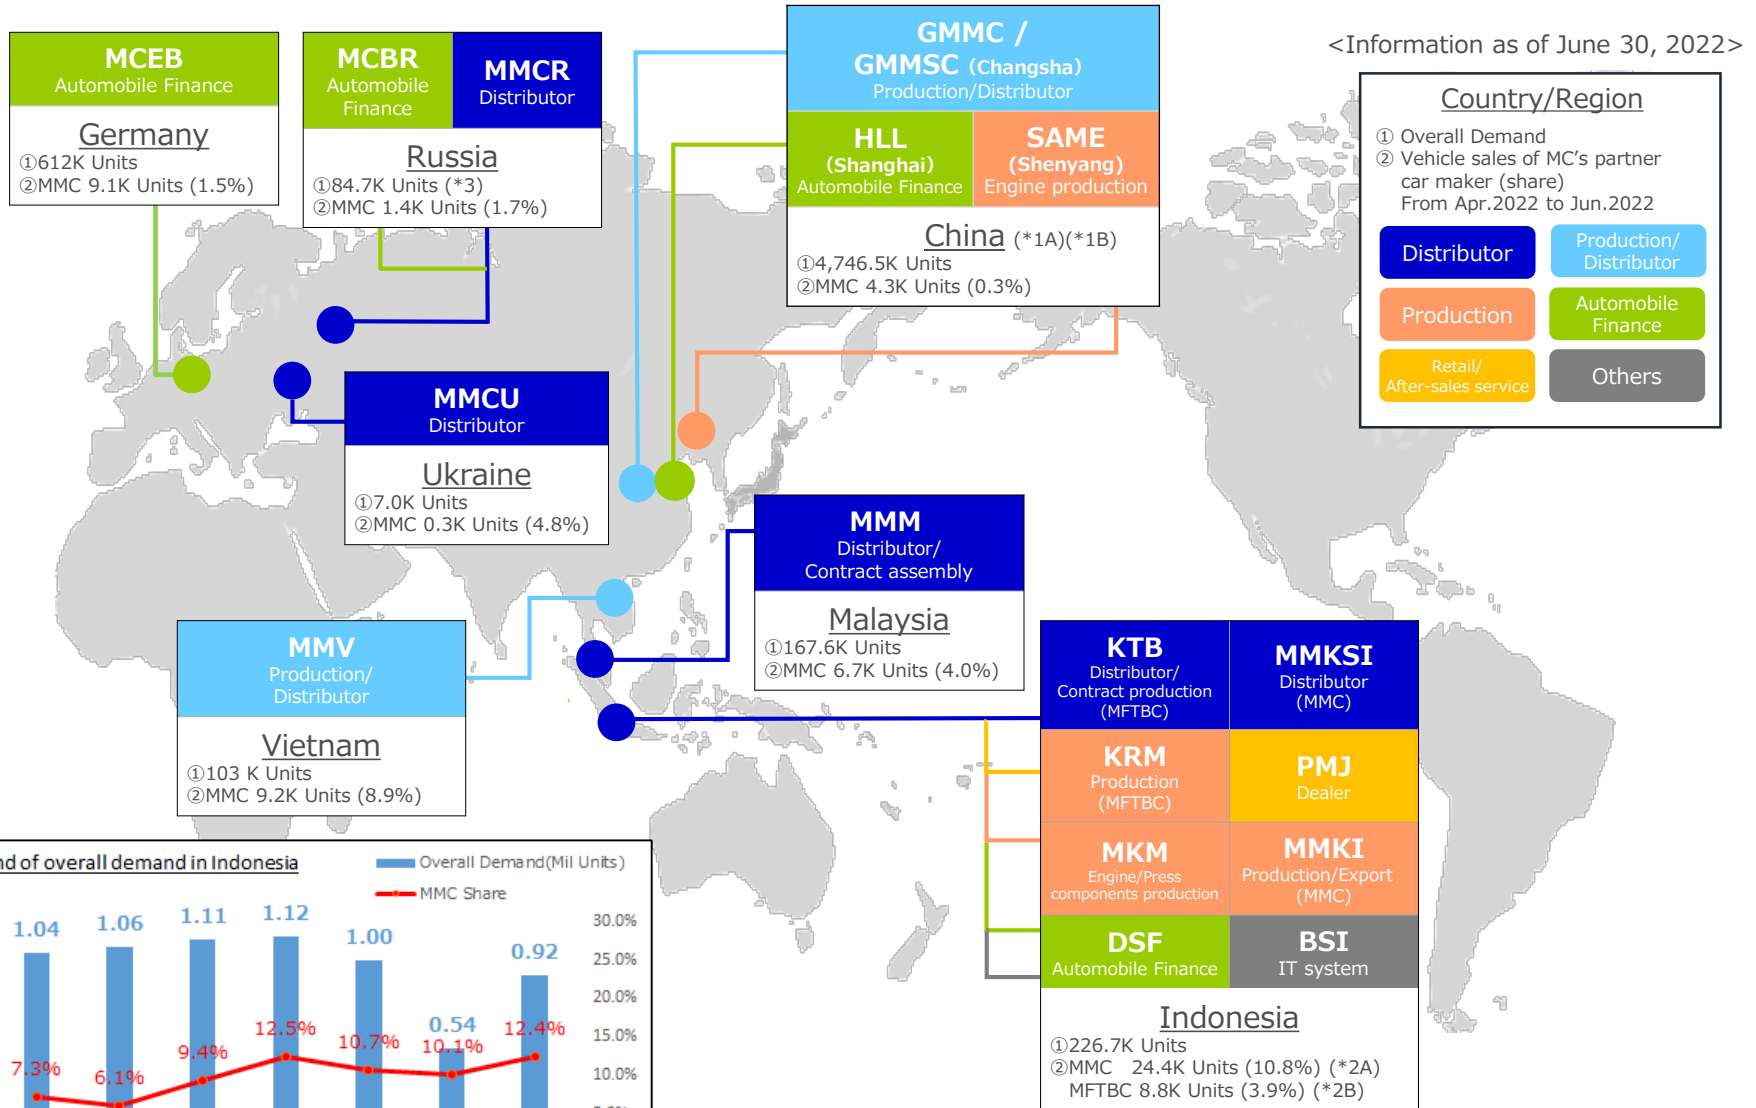 <Information as of June 30, 2022>
MCEB
Automobile Finance
Germany
①612K Units
②MMC 9.1K Units (1.5%)
MCBR
Automobile
Finance
MMCR
Distributor
Russia
①84.7K Units (*3)
②MMC 1.4K Units (1.7%)
GMMC /
GMMSC (Changsha)
Production/Distributor
HLL
(Shanghai)
Automobile Finance
SAME
(Shenyang)
Engine production
China (*1A)(*1B)
①4,746.5K Units
②MMC 4.3K Units (0.3%)
Country/Region
① Overall Demand
② Vehicle sales of MC's partner
car maker (share)
From Apr.2022 to Jun.2022
Distributor
Production/
Distributor
Production
Automobile
Finance
Retail/
After-sales service
Others
MMCU
Distributor
Ukraine
①7.0K Units
②MMC 0.3K Units (4.8%)
MMM
Distributor/
Contract assembly
Malaysia
①167.6K Units
②MMC 6.7K Units (4.0%)
MMV
Production/
Distributor
Vietnam
①103 K Units
②MMC 9.2K Units (8.9%)
KTB
Distributor/
Contract production
(MFTBC)
MMKSI
Distributor
(MMC)
KRM
Production
(MFTBC)
PMJ
Dealer
MKM
Engine/Press
components production
MMKI
Production/Export
(MMC)
DSF
Automobile Finance
BSI
IT system
Indonesia
①226.7K Units
②MMC 24.4K Units (10.8%) (*2A)
MFTBC 8.8K Units (3.9%) (*2B)
nd of overall demand in Indonesia
Overall Demand(Mil Units)
MMC Share
1.04
1.06
1.11
1.12
1.00
0.54
0.92
7.3%
6.1%
9.4%
12.5%
10.7%
10.1%
12.4%
30.0%
25.0%
20.0%
15.0%
10.0%